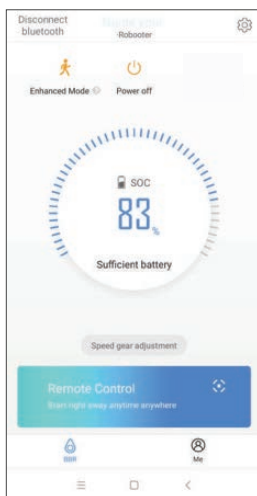 Disconnect
bluetooth
Robooter
Enhanced Mode
Power off
SOC
83%
Sufficient battery
Speed gear adjustment
Remote Control
Start right away anytime anywhere
Me